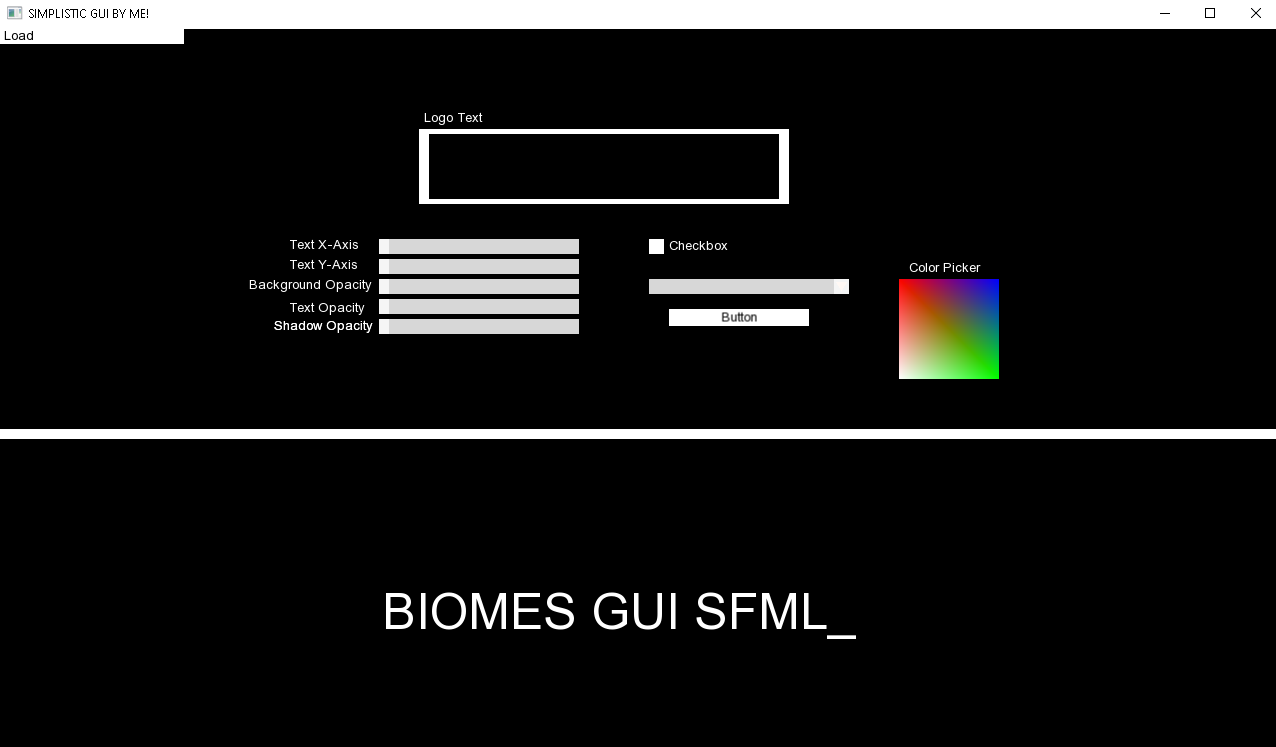 SIMPLISTIC GUI BY ME!
Load
Logo Text
Text X-Axis
Text Y-Axis
Background Opacity
Text Opacity
Shadow Opacity
Checkbox
Button
Color Picker
BIOMES GUI SFML_